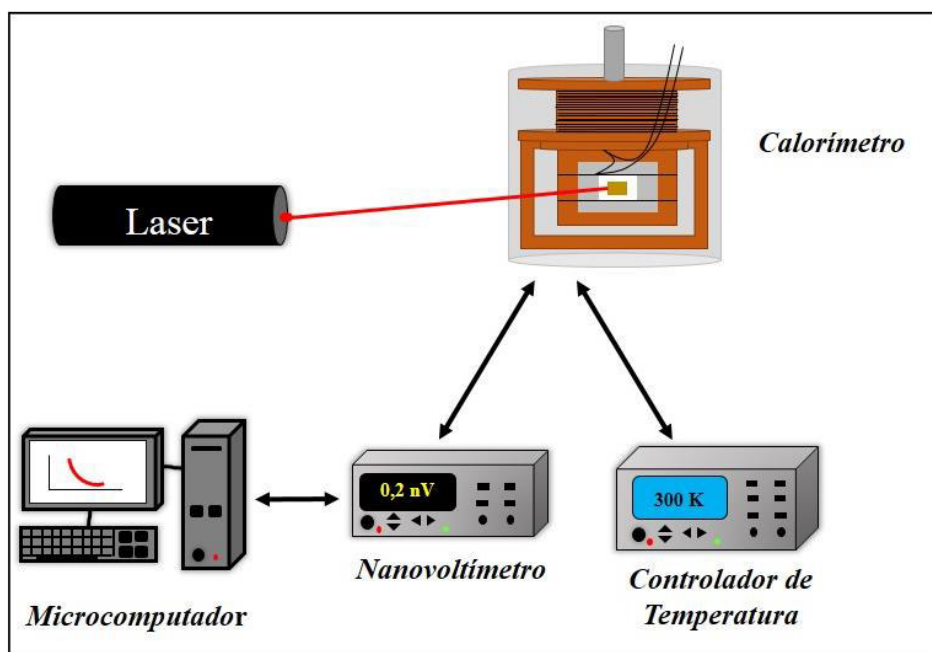 Calorímetro
Laser
0,2 nV
300 K
Nanovoltímetro
Controlador de
Temperatura
Microcomputador